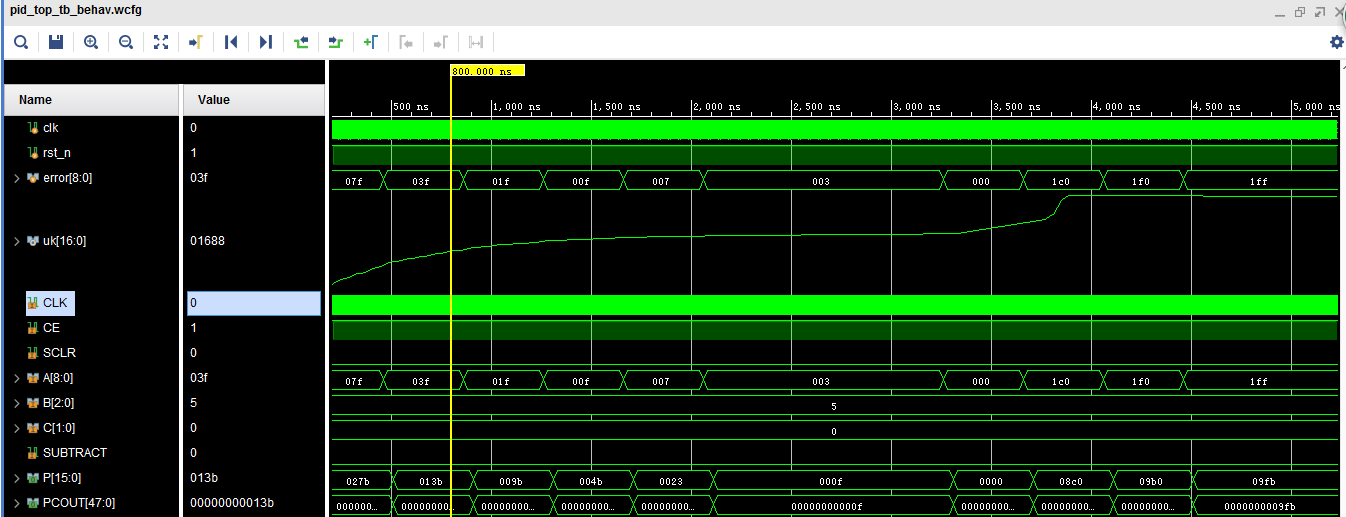 pid_top_tb_behav.wcfg
800.000 ns
Name Value
500 ns 1,000 ns 1,500 ns 2,000 ns 2,500 ns 3,000 ns 3,500 ns 4,000 ns 4,500 ns 5,000 ns
clk 0
rst_n 1
error[8:0] 03f 07f 03f 01f 00f 007 003 000 1c0 1f0 1ff
uk[16:0] 01688
CLK 0
CE 1
SCLR 0
A[8:0] 03f 07f 03f 01f 00f 007 003 000 1c0 1f0 1ff
B[2:0] 5 5
C[1:0] 0 0
SUBTRACT 0
P[15:0] 013b 027b 013b 009b 004b 0023 000f 0000 08c0 09b0 09fb
PCOUT[47:0] 00000000013b 000000... 00000000... 00000000... 00000000... 00000000... 00000000000f 00000000... 00000000... 00000000... 0000000009fb